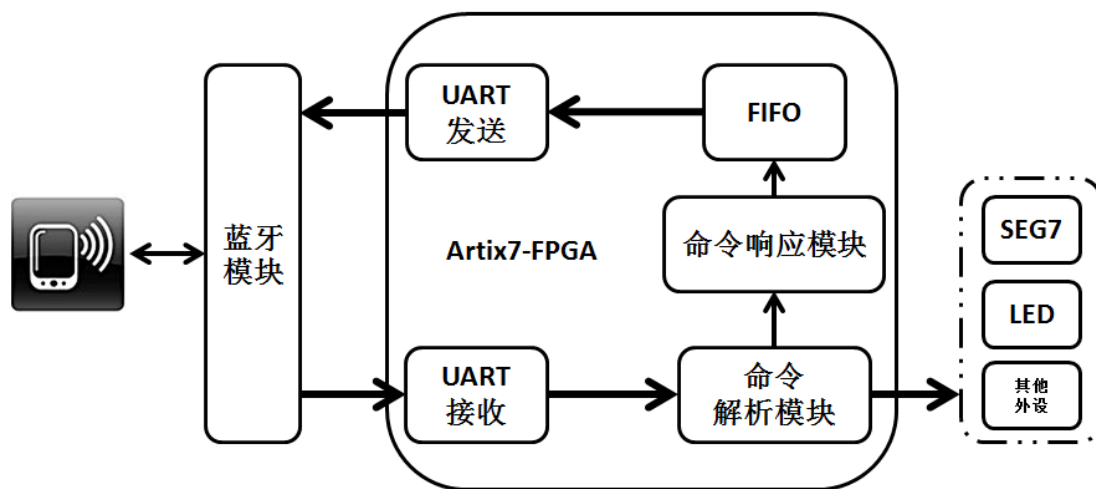 UART
发送
FIFO
蓝牙
模块
Artix7-FPGA
命令响应模块
SEG7
LED
UART
接收
命令
解析模块
其他
外设